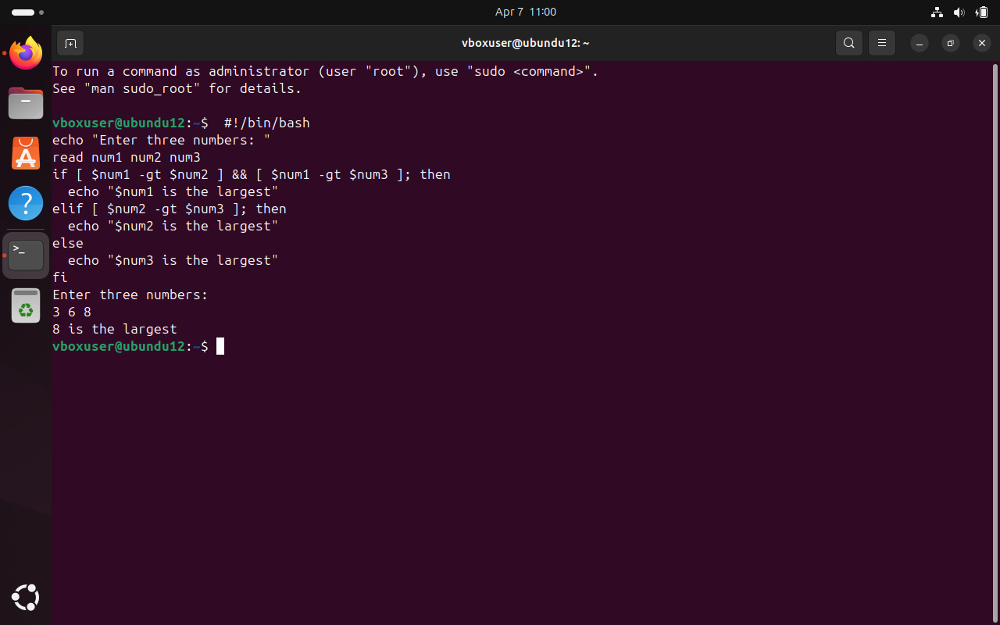 Apr 7 11:00
vboxuser@ubundu12: ~
To run a command as administrator (user "root"), use "sudo <command>".
See "man sudo_root" for details.
vboxuser@ubundu12:~$  #!/bin/bash
echo "Enter three numbers: "
read num1 num2 num3
if [ $num1 -gt $num2 ] && [ $num1 -gt $num3 ]; then
  echo "$num1 is the largest"
elif [ $num2 -gt $num3 ]; then
  echo "$num2 is the largest"
else
  echo "$num3 is the largest"
fi
Enter three numbers:
3 6 8
8 is the largest
vboxuser@ubundu12:~$